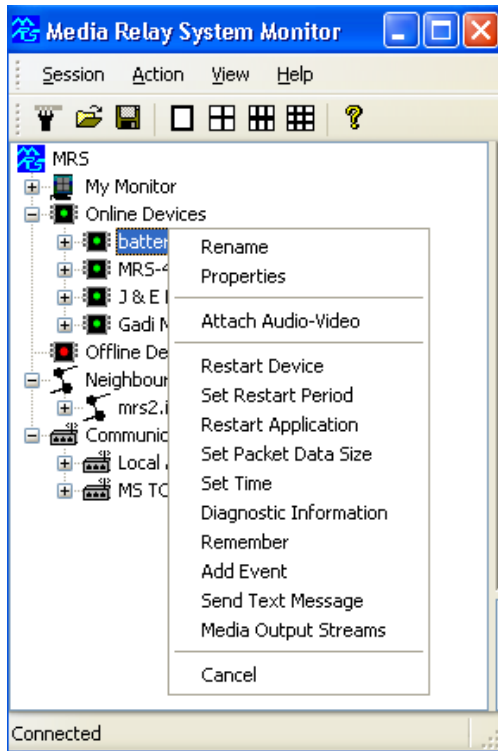 Media Relay System Monitor
Session Action View Help
MRS
My Monitor
Online Devices
batter
MRS-4
J & E
Gadi
Offline De
Neighbour
mrs2.i
Communic
Local
MS TC
Rename
Properties
Attach Audio-Video
Restart Device
Set Restart Period
Restart Application
Set Packet Data Size
Set Time
Diagnostic Information
Remember
Add Event
Send Text Message
Media Output Streams
Cancel
Connected